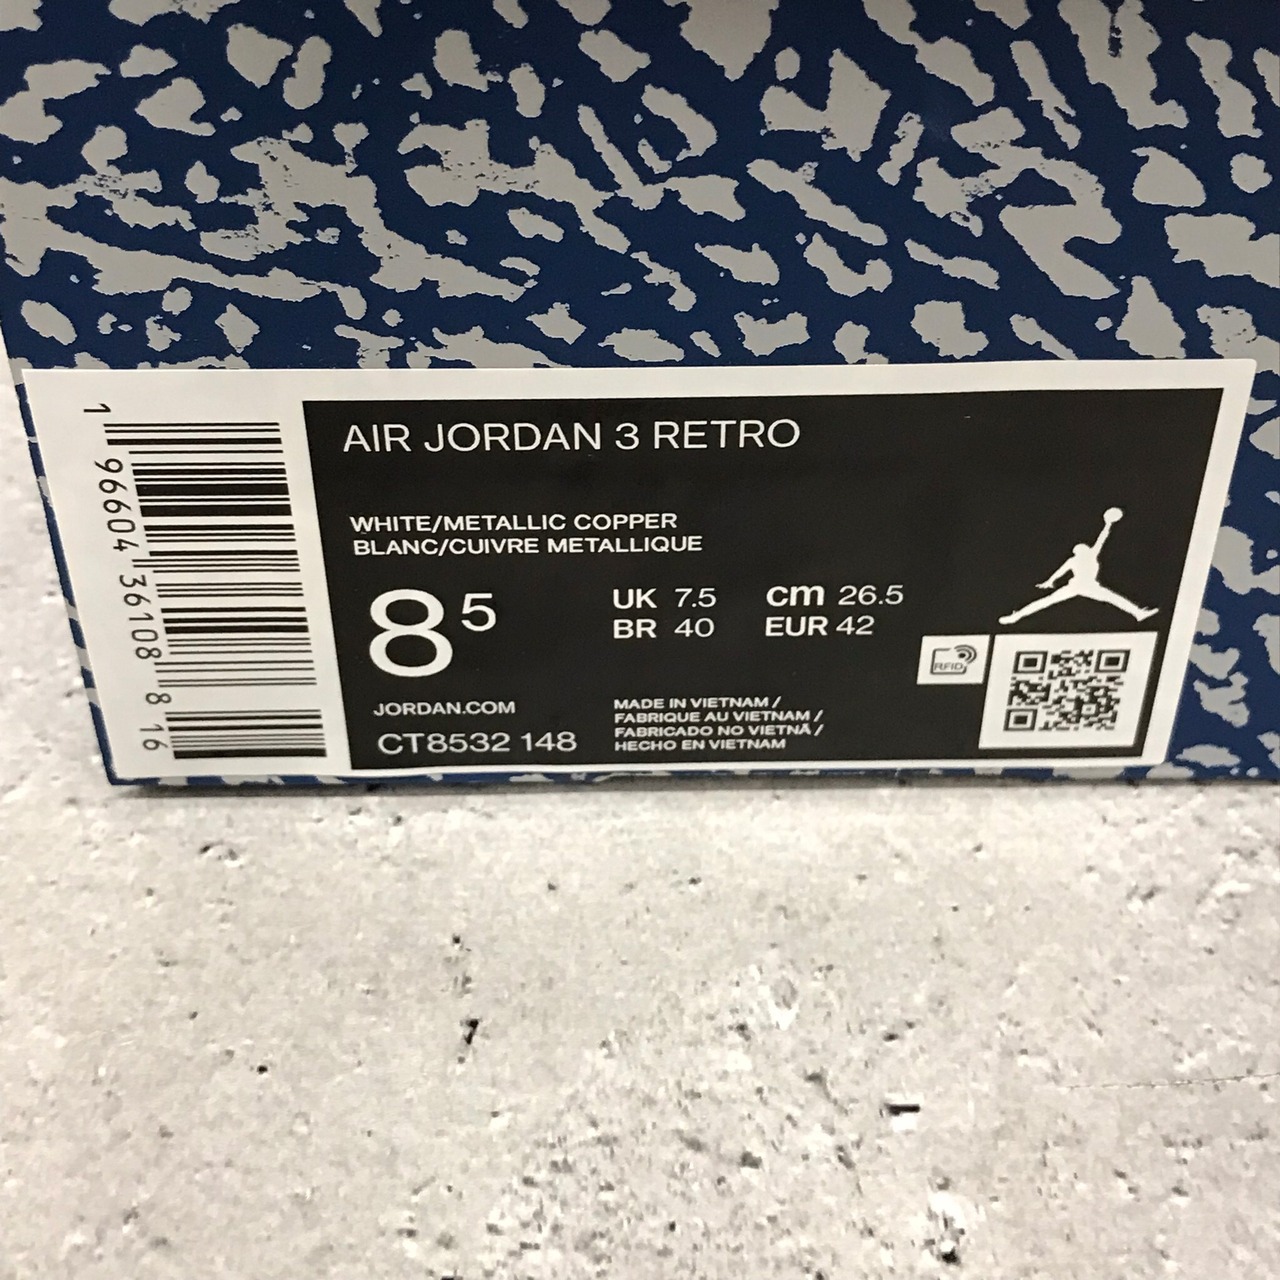 AIR JORDAN 3 RETRO
WHITE/METALLIC COPPER
BLANC/CUIVRE METALLIQUE
8 5
UK 7.5 cm 26.5
BR 40 EUR 42
JORDAN.COM
CT8532 148
MADE IN VIETNAM /
FABRIQUE AU VIETNAM /
FABRICADO NO VIETNÃ /
HECHO EN VIETNAM
RFID
1 96604 36108 8 16